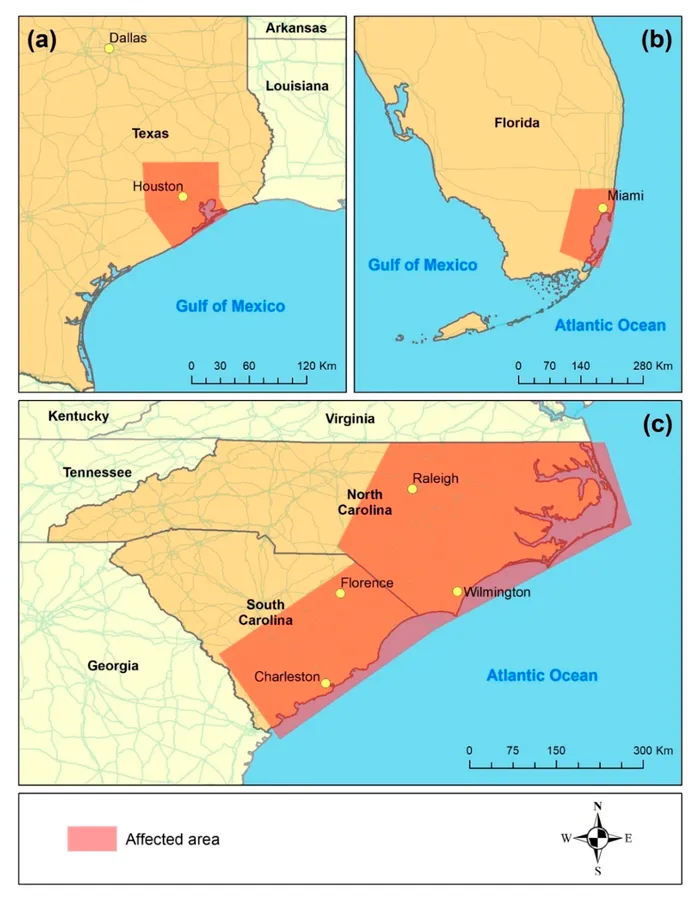 (a)
Dallas
Arkansas
Louisiana
Texas
Houston
Gulf of Mexico
0 30 60 120 Km
(b)
Florida
Miami
Gulf of Mexico
Atlantic Ocean
0 70 140 280 Km
(c)
Kentucky
Virginia
Tennessee
Raleigh
North
Carolina
Florence
Wilmington
South
Carolina
Georgia
Charleston
Atlantic Ocean
0 75 150 300 Km
Affected area
N
W E
S